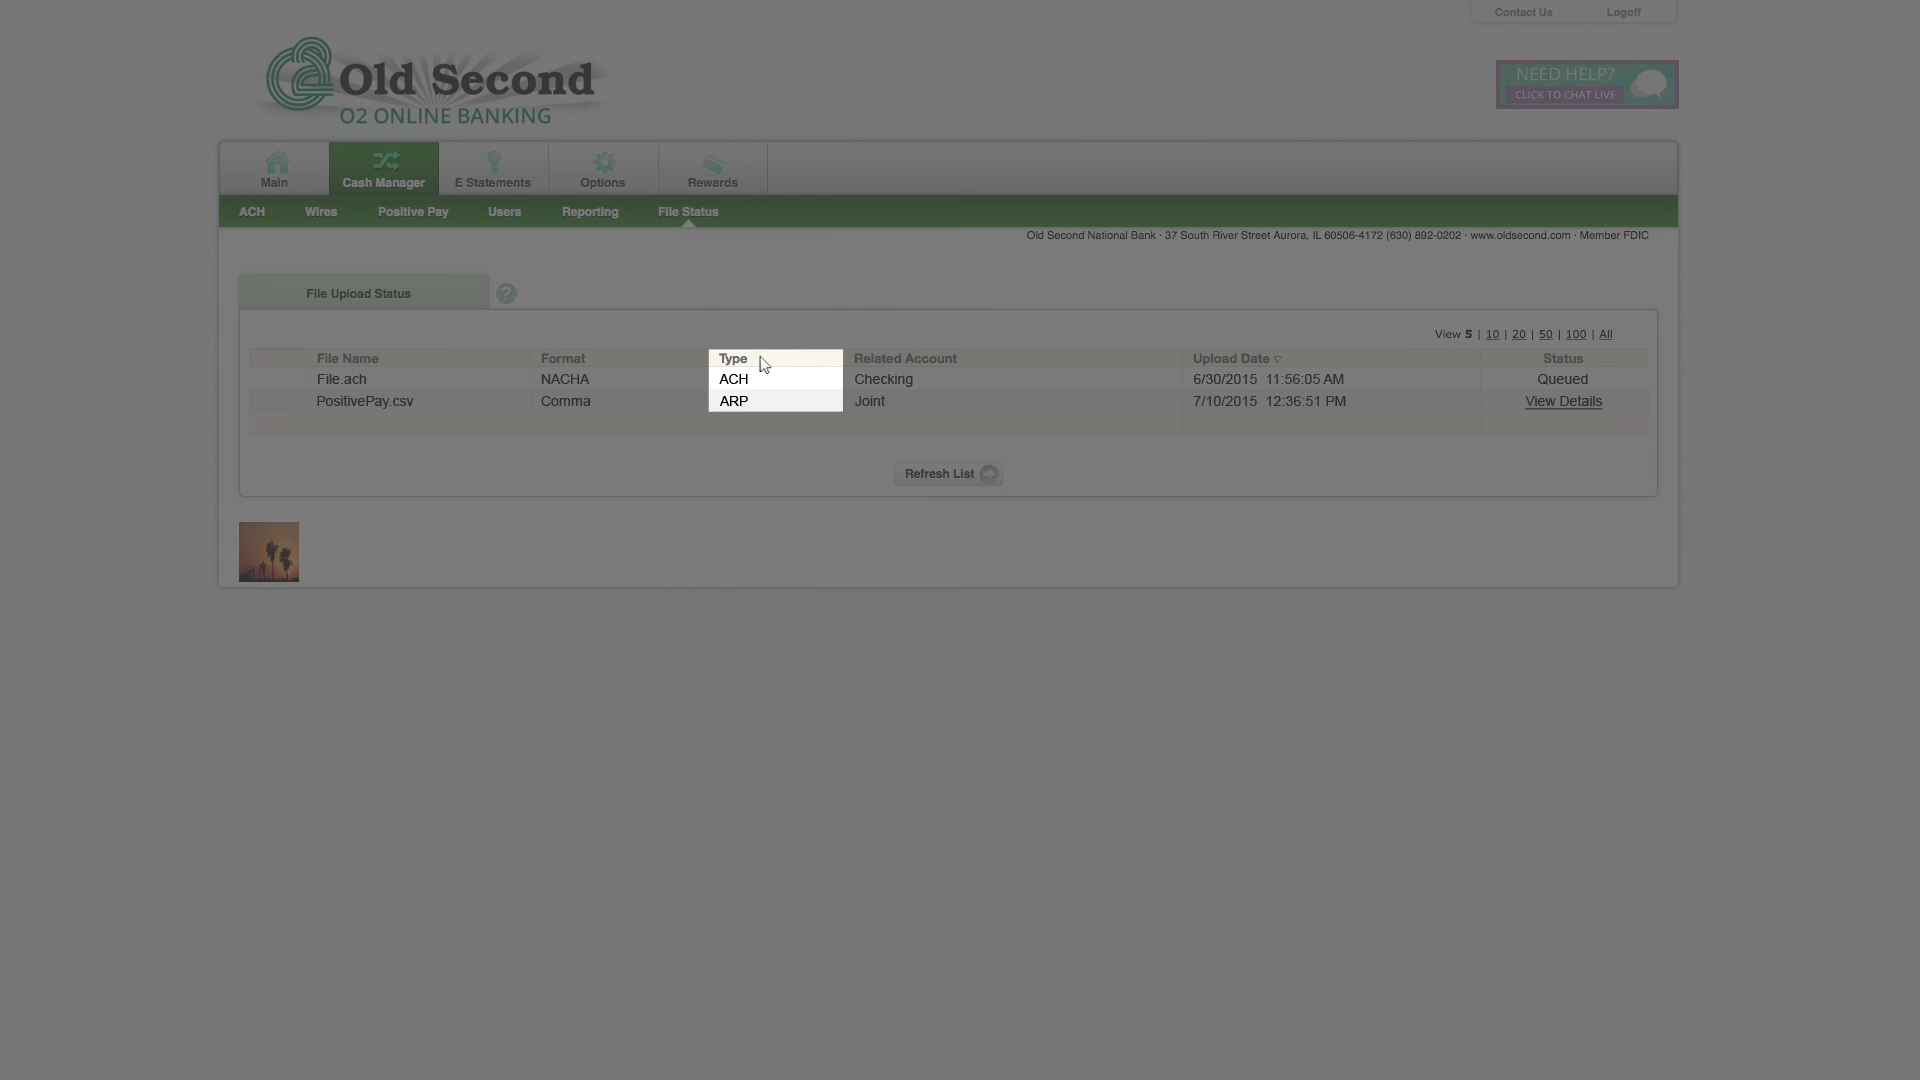 Contact Us Logoff
Old Second
O2 ONLINE BANKING
NEED HELP?
CLICK TO CHAT LIVE
Main Cash Manager E Statements Options Rewards
ACH Wires Positive Pay Users Reporting File Status
Old Second National Bank · 37 South River Street Aurora, IL 60506-4172 (630) 892-0202 · www.oldsecond.com · Member FDIC
File Upload Status ?
View 5 | 10 | 20 | 50 | 100 | All
File Name Format Type Related Account Upload Date Status
File.ach NACHA ACH Checking 6/30/2015 11:56:05 AM Queued
PositivePay.csv Comma ARP Joint 7/10/2015 12:36:51 PM View Details
Refresh List